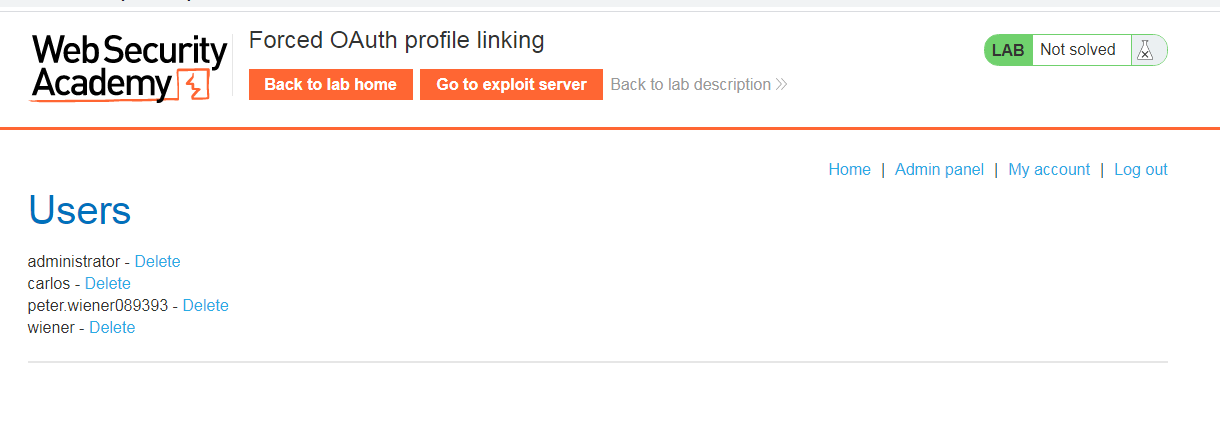 Web Security
Academy
Forced OAuth profile linking
Back to lab home Go to exploit server Back to lab description
LAB Not solved
Home | Admin panel | My account | Log out
Users
administrator - Delete
carlos - Delete
peter.wiener089393 - Delete
wiener - Delete